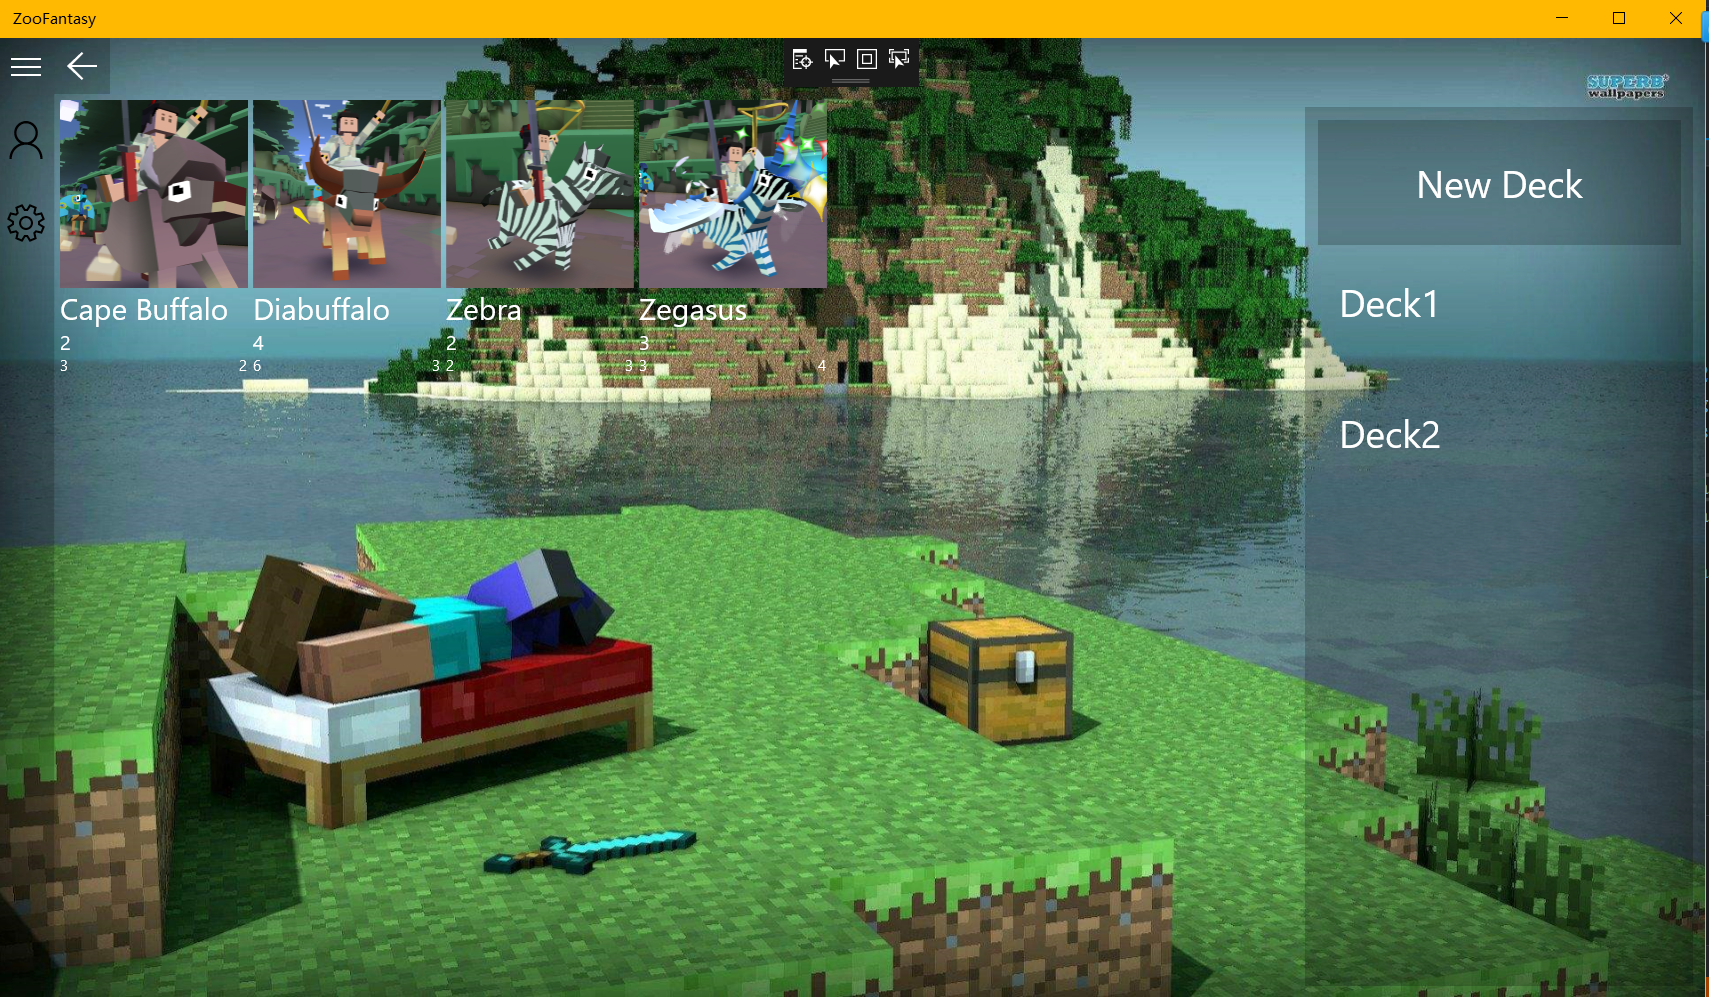 ZooFantasy
SUPERB
wallpapers
New Deck
Cape Buffalo Diabuffalo Zebra Zegasus
2 4 2 3
3 2 6 3 2 3 3 4
Deck1
Deck2